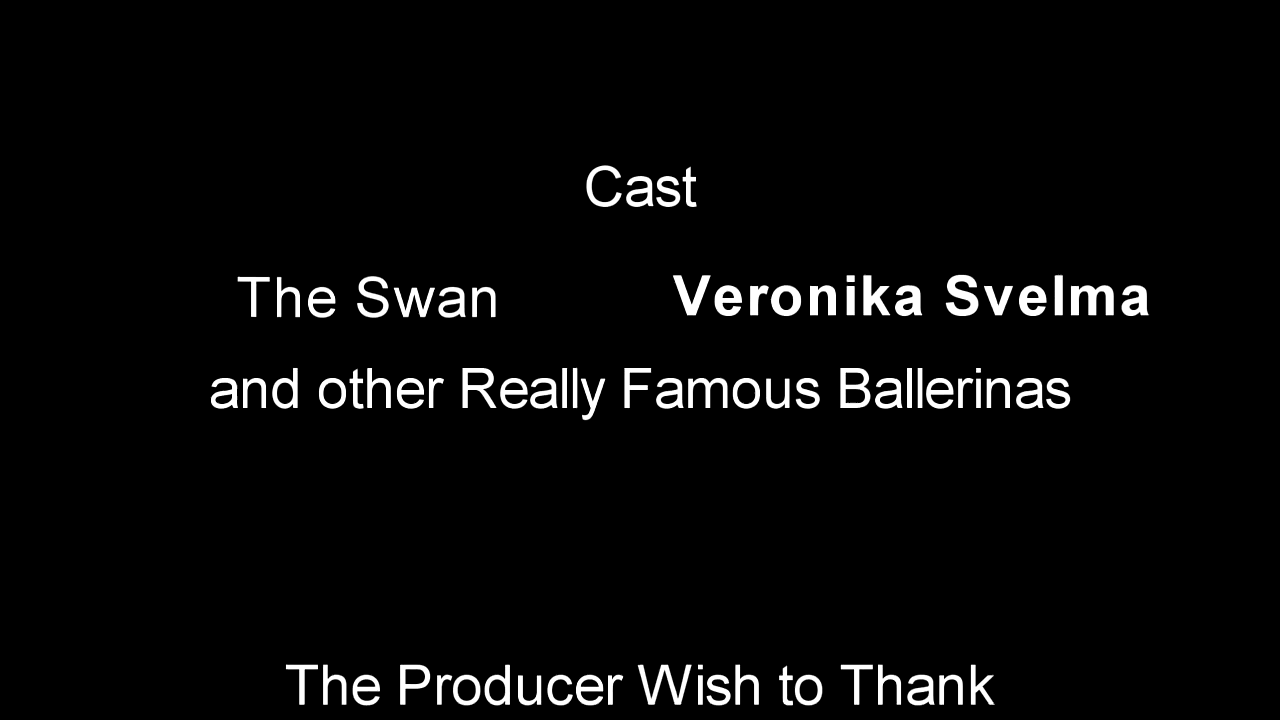 Cast
The Swan Veronika Svelma
and other Really Famous Ballerinas
The Producer Wish to Thank